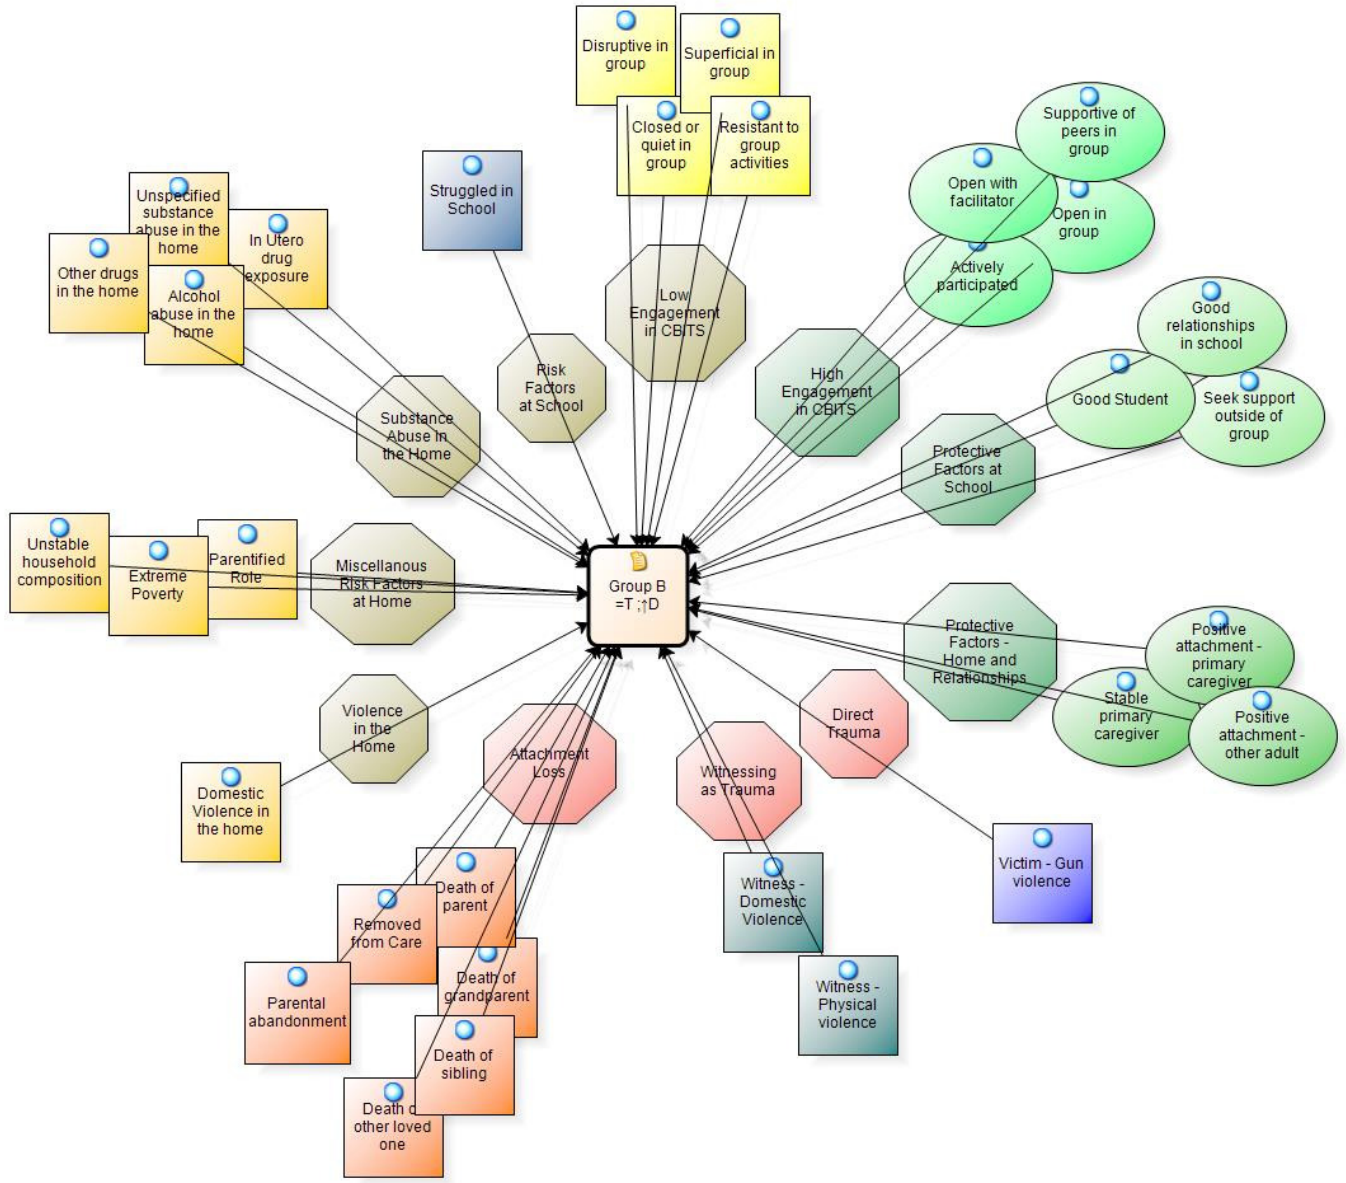 Disruptive in
group
Superficial in
group
Closed or
quiet in
group
Resistant to
group
activities
Struggled in
School
Supportive of
peers in
group
Open with
facilitator
Open in
group
Actively
participated
Unspecified
substance
abuse in the
home
In Utero
drug
exposure
Other drugs
in the home
Alcohol
abuse in the
home
Good
relationships
in school
Good Student
Seek support
outside of
group
Low
Engagement
in CBITS
Risk
Factors
at School
High
Engagement
in CBITS
Substance
Abuse in
the Home
Protective
Factors at
School
Unstable
household
composition
Extreme
Poverty
Parentified
Role
Miscellanous
Risk Factors
at Home
Group B
=T ;↑D
Protective
Factors -
Home and
Relationships
Positive
attachment -
primary
caregiver
Stable
primary
caregiver
Positive
attachment -
other adult
Violence
in the
Home
Attachment
Loss
Witnessing
as Trauma
Direct
Trauma
Domestic
Violence in
the home
Victim - Gun
violence
Death of
parent
Removed
from Care
Witness -
Domestic
Violence
Parental
abandonment
Death of
grandparent
Witness -
Physical
violence
Death of
sibling
Death of
other loved
one